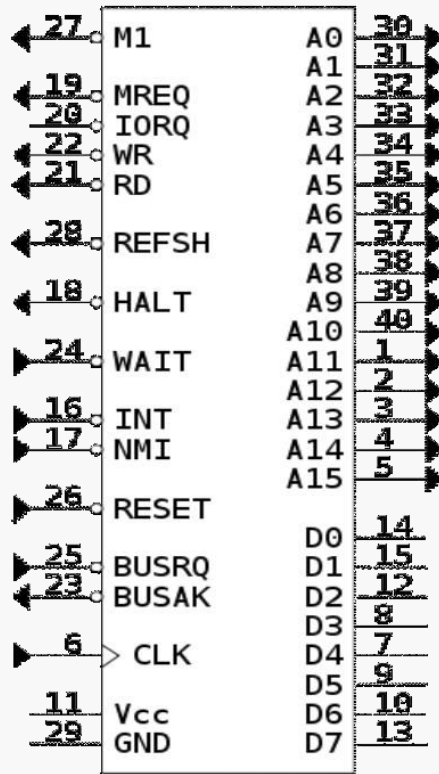 27 M1 A0 30
A1 31
19 MREQ A2 32
20 IORQ A3 33
22 WR A4 34
21 RD A5 35
A6 36
28 REFSH A7 37
A8 38
18 HALT A9 39
A10 40
24 WAIT A11 1
A12 2
16 INT A13 3
17 NMI A14 4
A15 5
26 RESET
D0 14
25 BUSRQ D1 15
23 BUSAK D2 12
D3 8
6 CLK D4 7
D5 9
11 Vcc D6 10
29 GND D7 13